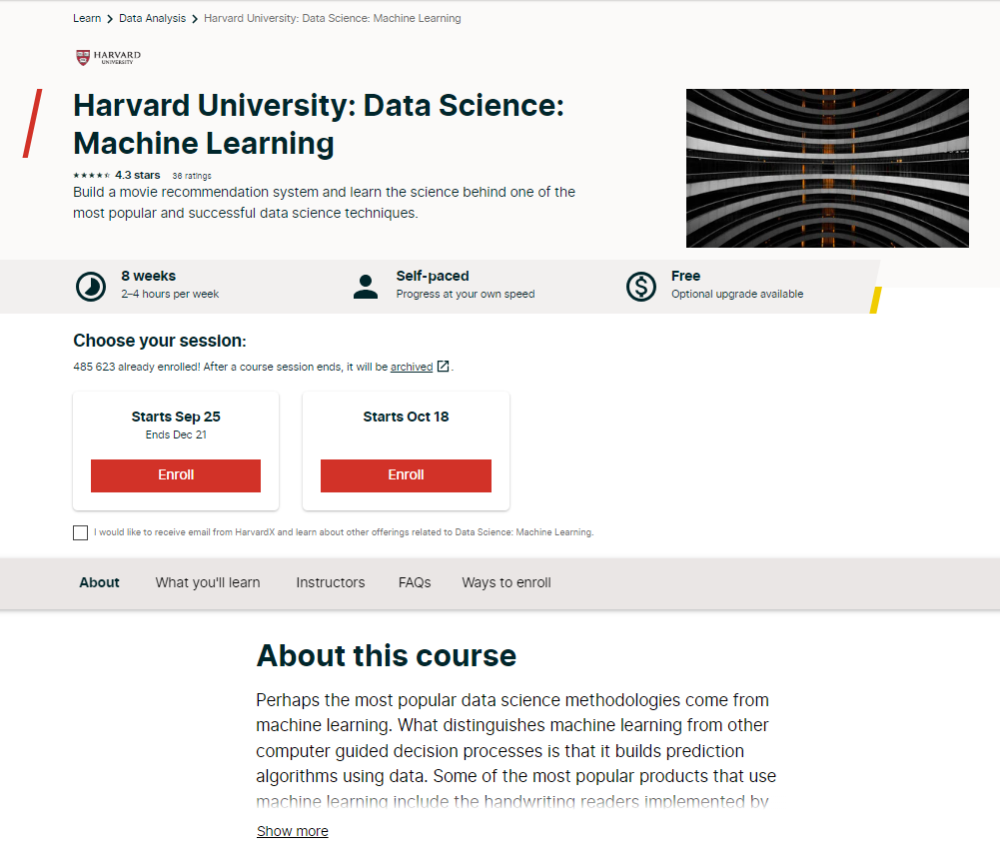 Learn > Data Analysis > Harvard University: Data Science: Machine Learning
HARVARD
UNIVERSITY
Harvard University: Data Science:
Machine Learning
4.3 stars 36 ratings
Build a movie recommendation system and learn the science behind one of the
most popular and successful data science techniques.
8 weeks
2–4 hours per week
Self-paced
Progress at your own speed
Free
Optional upgrade available
Choose your session:
485 623 already enrolled! After a course session ends, it will be archived.
Starts Sep 25
Ends Dec 21
Enroll
Starts Oct 18
Enroll
I would like to receive email from HarvardX and learn about other offerings related to Data Science: Machine Learning.
About What you'll learn Instructors FAQs Ways to enroll
About this course
Perhaps the most popular data science methodologies come from
machine learning. What distinguishes machine learning from other
computer guided decision processes is that it builds prediction
algorithms using data. Some of the most popular products that use
machine learning include the handwriting readers implemented by
Show more